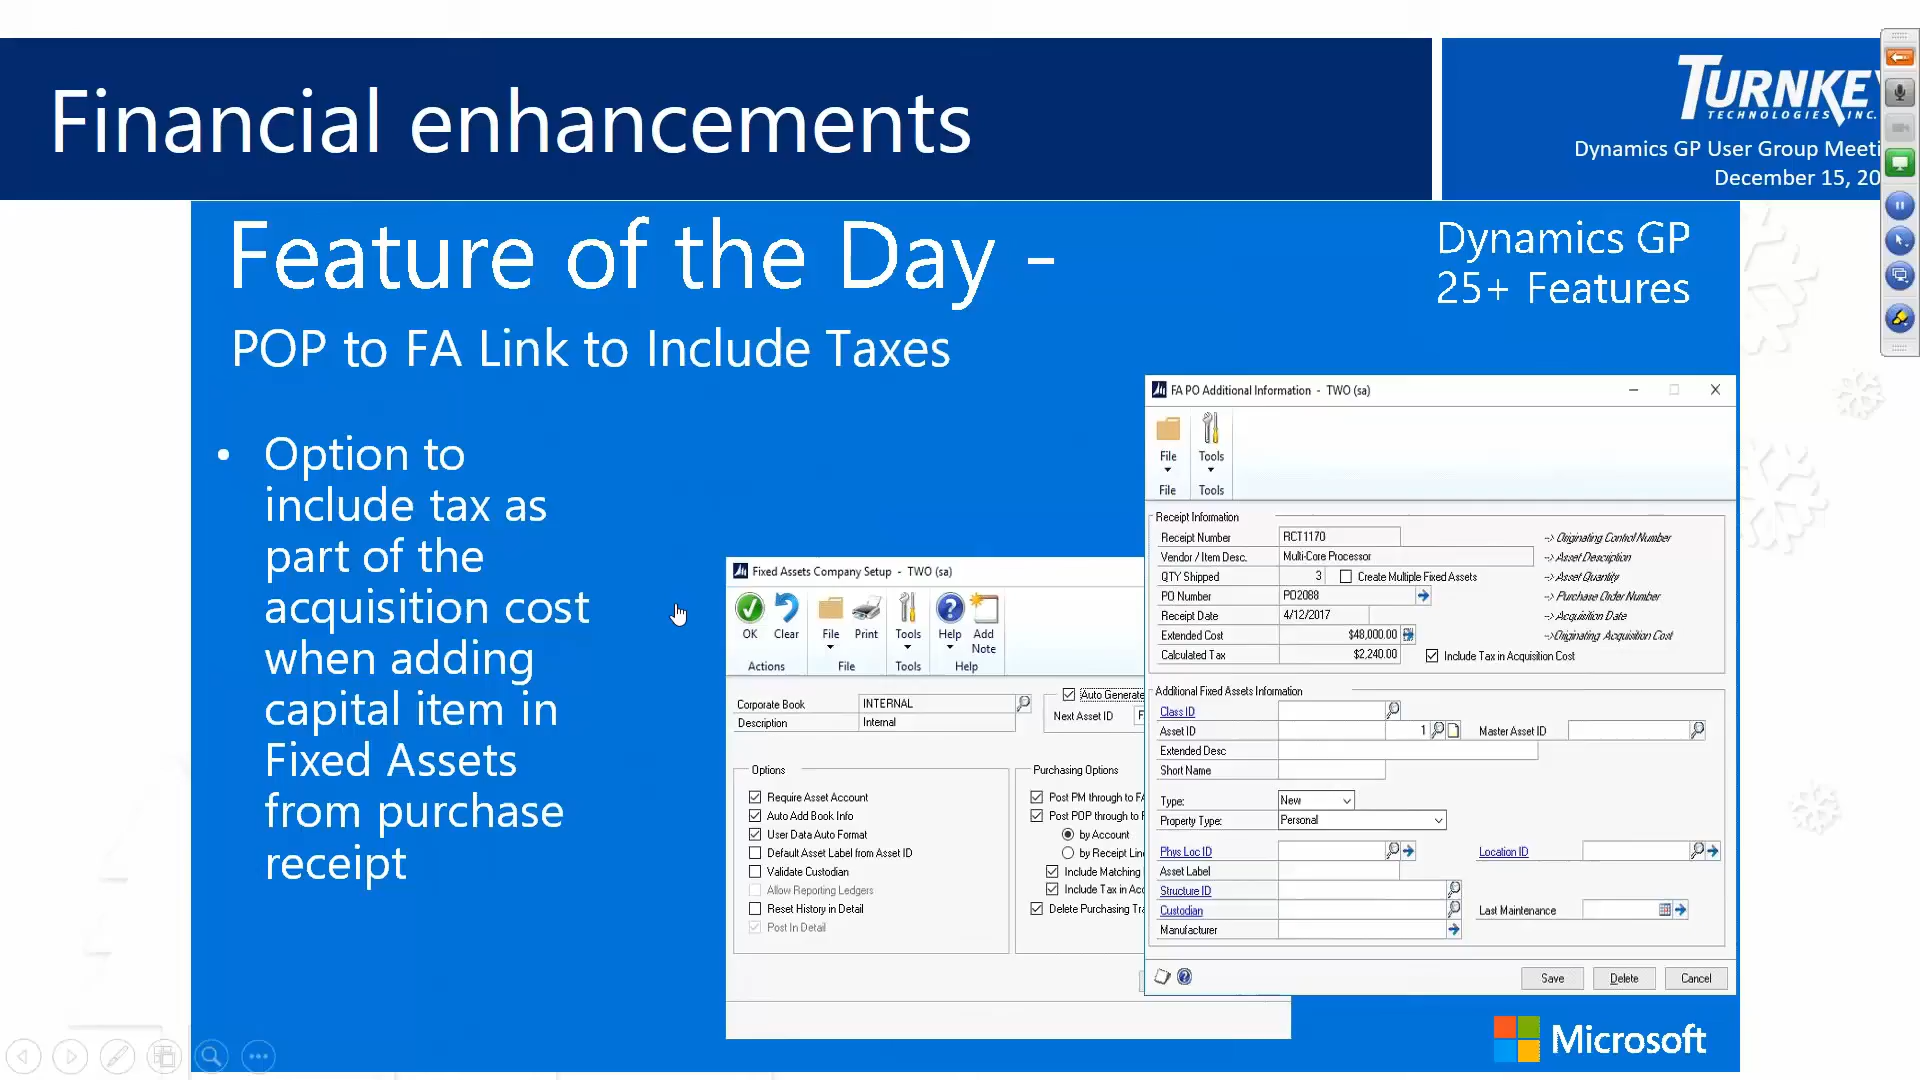 Financial enhancements
TURNKEY
TECHNOLOGIES, INC.
Dynamics GP User Group Meeti
December 15, 20
Feature of the Day -
Dynamics GP
25+ Features
POP to FA Link to Include Taxes
• Option to
include tax as
part of the
acquisition cost
when adding
capital item in
Fixed Assets
from purchase
receipt
Fixed Assets Company Setup - TWO (sa)
OK Clear File Print Tools Help Add
Note
Actions File Tools Help
Corporate Book INTERNAL
Description Internal
Auto Generate
Next Asset ID F
Options
Require Asset Account
Auto Add Book Info
User Data Auto Format
Default Asset Label from Asset ID
Validate Custodian
Allow Reporting Ledgers
Reset History in Detail
Post In Detail
Purchasing Options
Post PM through to FA
Post POP through to F
by Account
by Receipt Line
Include Matching
Include Tax in Acc
Delete Purchasing Tra
FA PO Additional Information - TWO (sa)
File Tools
File Tools
Receipt Information
Receipt Number RCT1170 --> Originating Control Number
Vendor / Item Desc. Multi-Core Processor --> Asset Description
QTY Shipped 3 Create Multiple Fixed Assets --> Asset Quantity
PO Number PO2088 --> Purchase Order Number
Receipt Date 4/12/2017 --> Acquisition Date
Extended Cost $48,000.00 -->Originating Acquisition Cost
Calculated Tax $2,240.00 Include Tax in Acquisition Cost
Additional Fixed Assets Information
Class ID
Asset ID 1 Master Asset ID
Extended Desc
Short Name
Type: New
Property Type: Personal
Phys Loc ID Location ID
Asset Label
Structure ID
Custodian Last Maintenance
Manufacturer
Save Delete Cancel
Microsoft